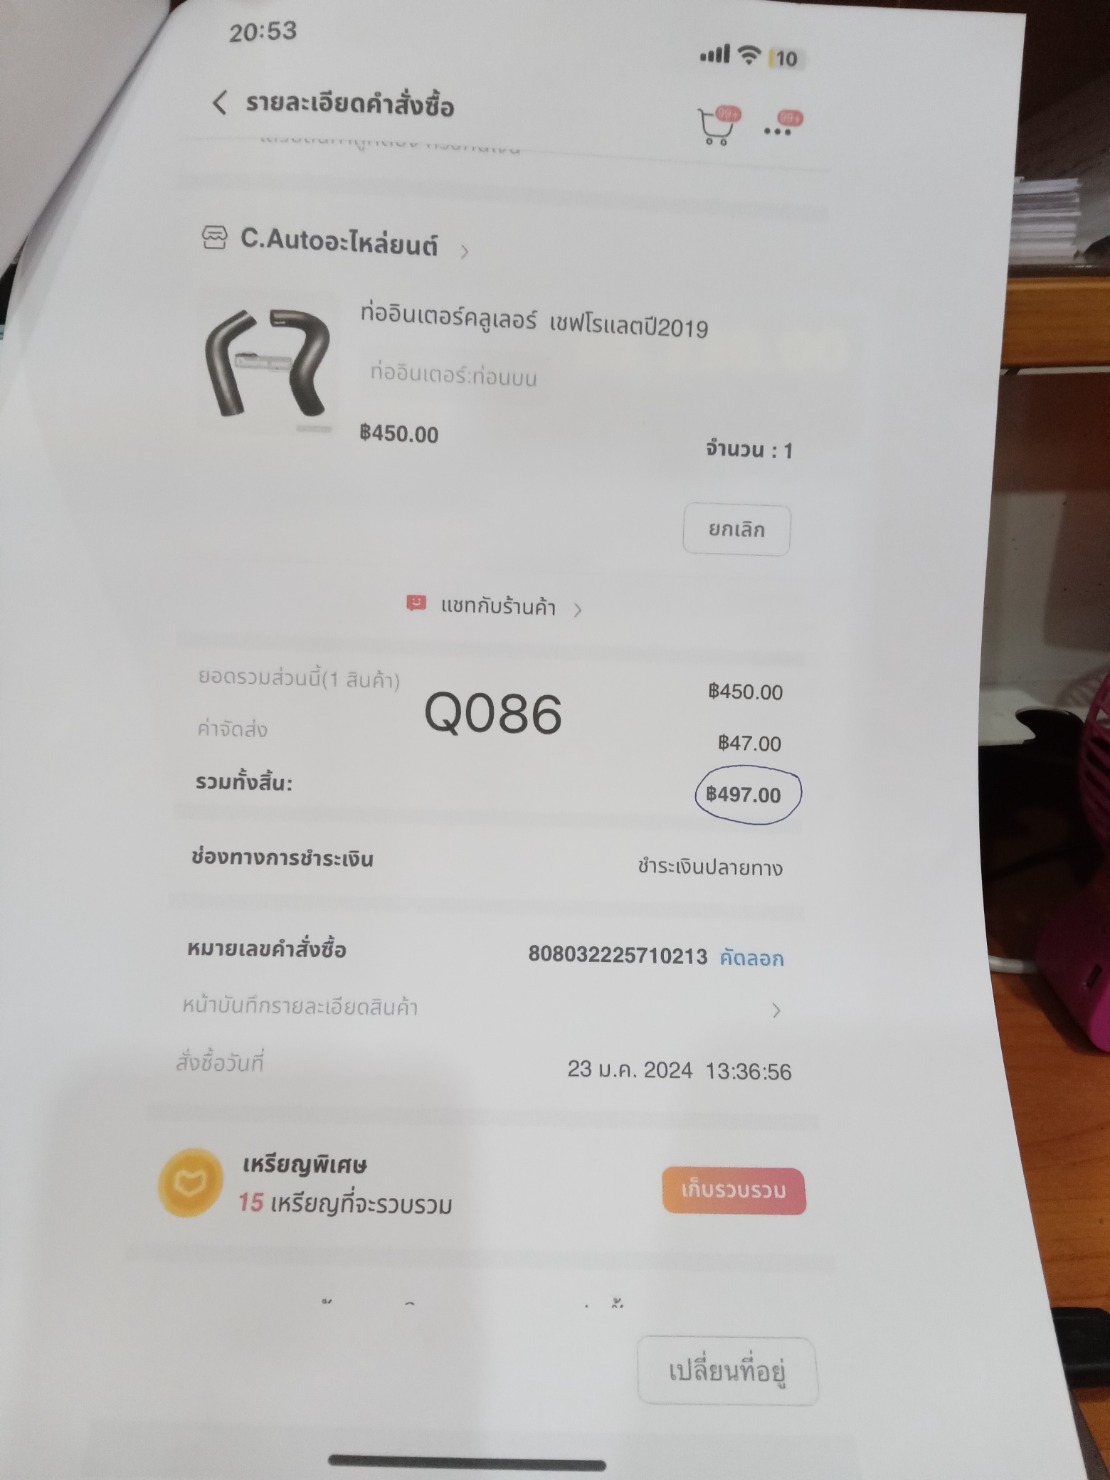 20:53
10
รายละเอียดคำสั่งซื้อ
99+
99+
C.Autoอะไหล่ยนต์
ท่ออินเตอร์คลูเลอร์ เชฟโรแลตปี2019
ท่ออินเตอร์:ท่อนบน
฿450.00
จำนวน : 1
ยกเลิก
แชทกับร้านค้า
ยอดรวมส่วนนี้(1 สินค้า)
฿450.00
Q086
ค่าจัดส่ง
฿47.00
รวมทั้งสิ้น:
฿497.00
ช่องทางการชำระเงิน
ชำระเงินปลายทาง
หมายเลขคำสั่งซื้อ
808032225710213 คัดลอก
หน้าบันทึกรายละเอียดสินค้า
สั่งซื้อวันที่
23 ม.ค. 2024 13:36:56
เหรียญพิเศษ
15 เหรียญที่จะรวบรวม
เก็บรวบรวม
เปลี่ยนที่อยู่